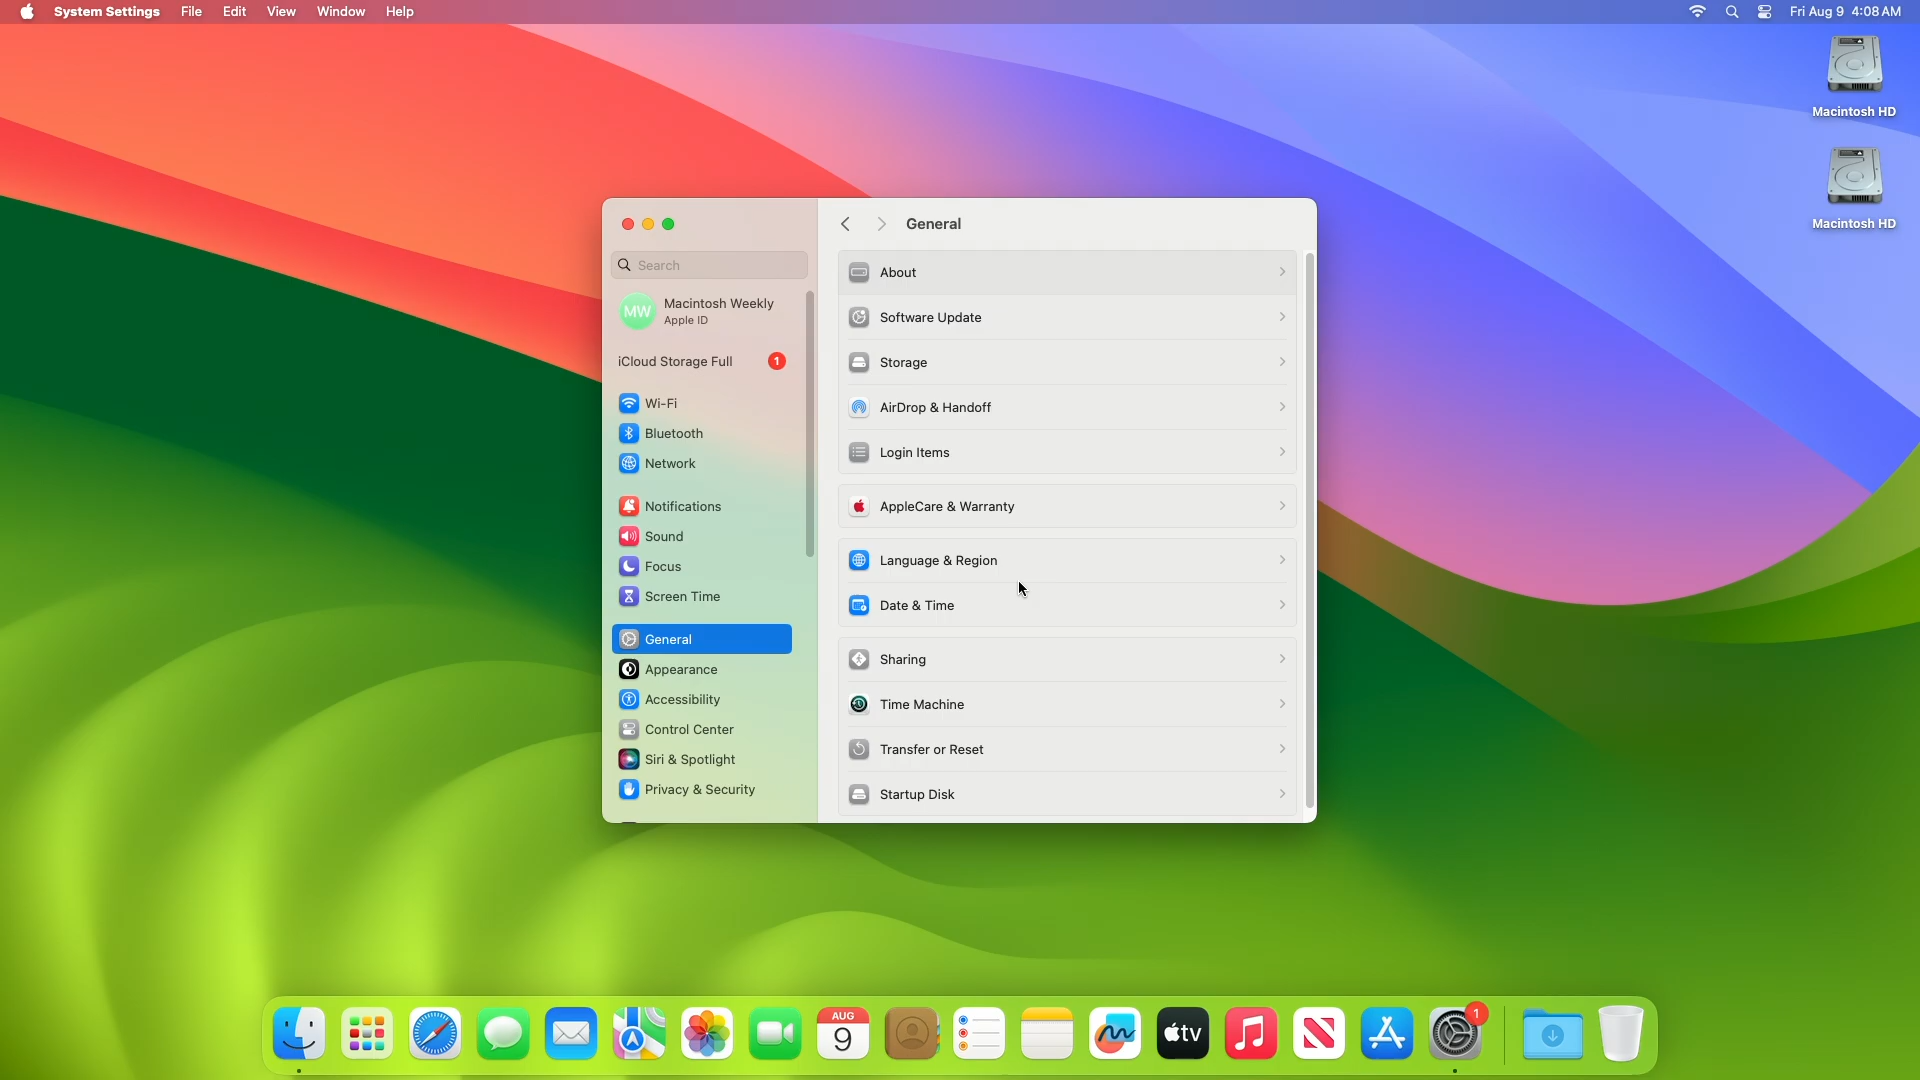 System Settings File Edit View Window Help Fri Aug 9 4:08 AM
Macintosh HD
Macintosh HD
General
Search
MW
Macintosh Weekly
Apple ID
iCloud Storage Full 1
Wi-Fi
Bluetooth
Network
Notifications
Sound
Focus
Screen Time
General
Appearance
Accessibility
Control Center
Siri & Spotlight
Privacy & Security
About
Software Update
Storage
AirDrop & Handoff
Login Items
AppleCare & Warranty
Language & Region
Date & Time
Sharing
Time Machine
Transfer or Reset
Startup Disk
AUG
9
tv
1